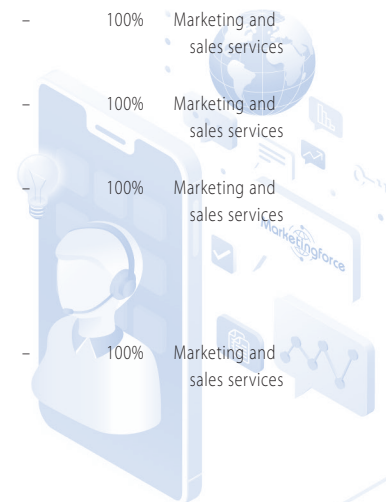 – 100% Marketing and
sales services
– 100% Marketing and
sales services
– 100% Marketing and
sales services
Marketingforce
– 100% Marketing and
sales services